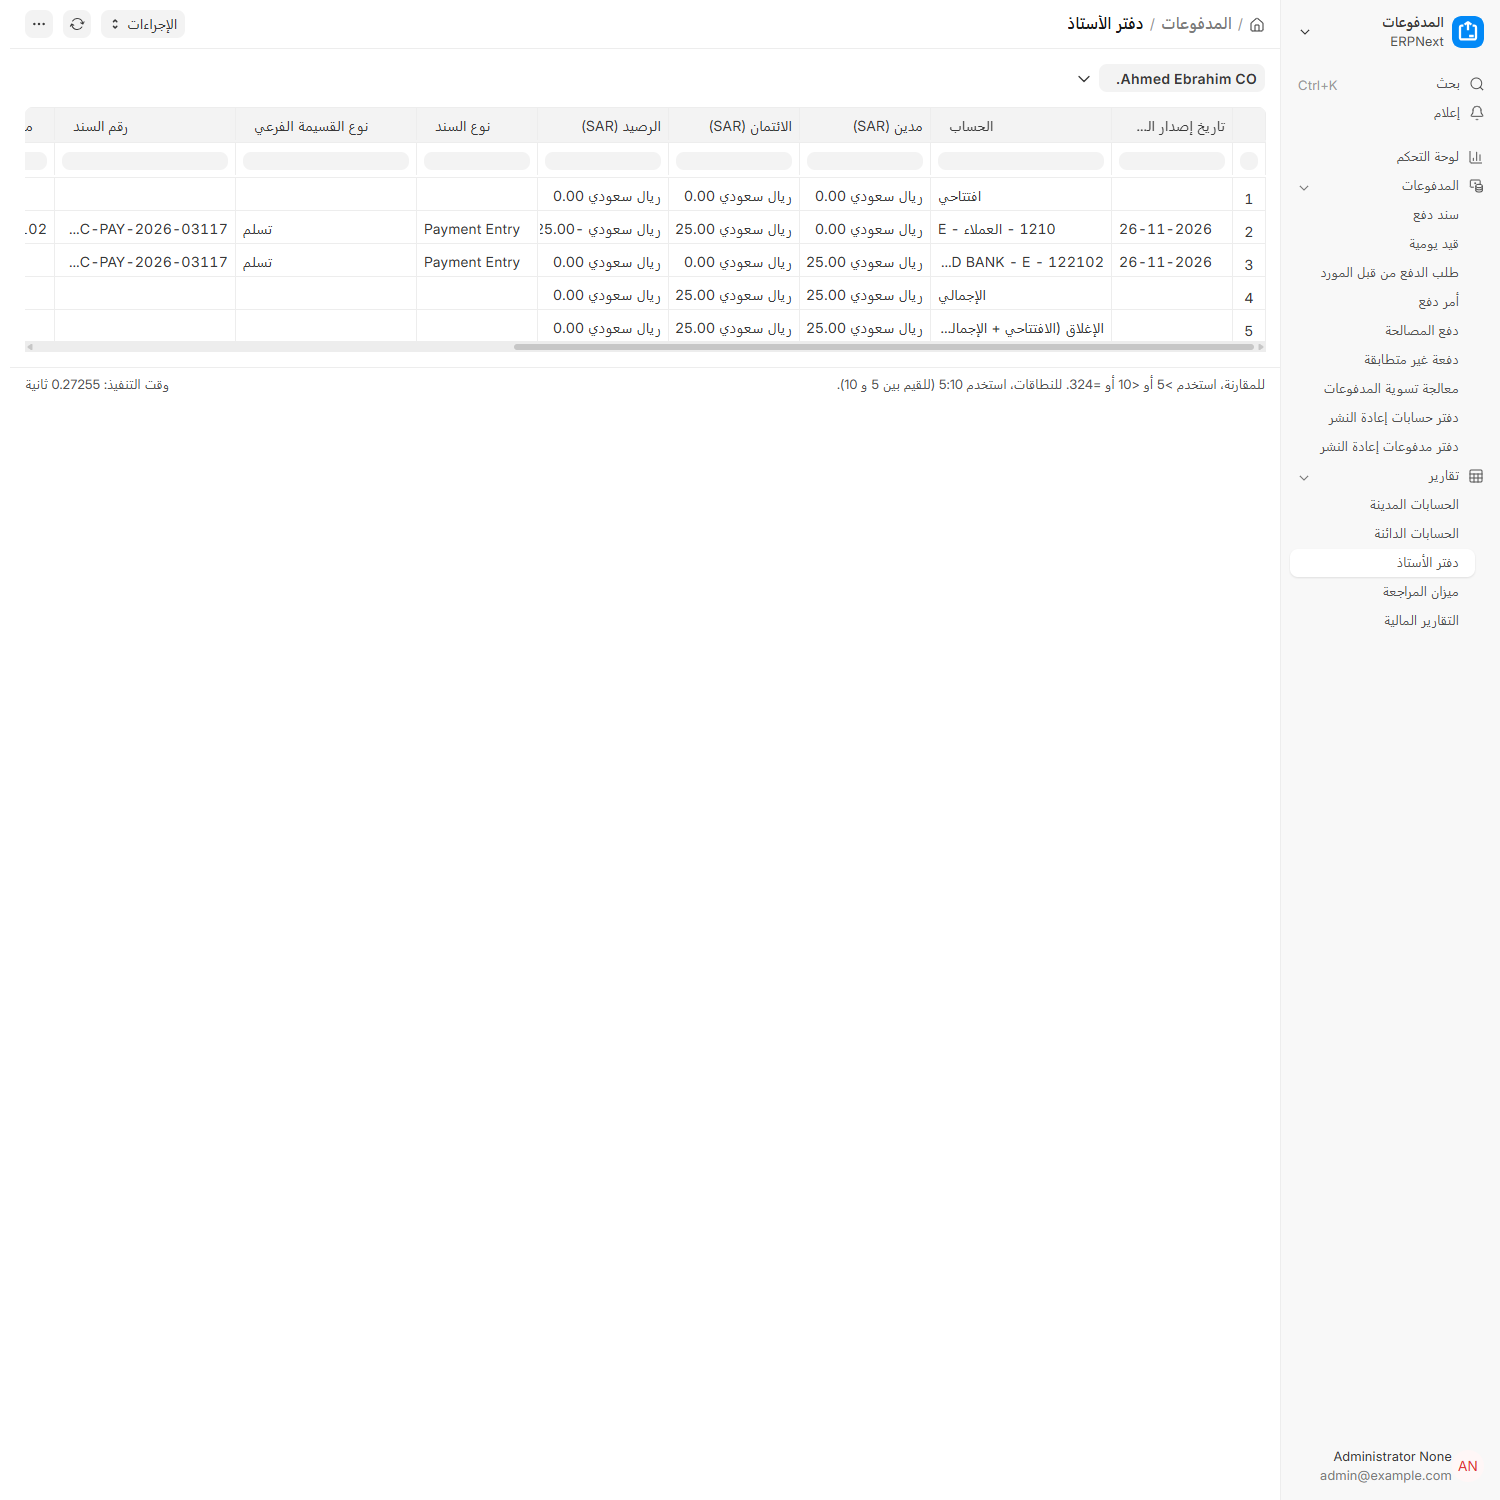 المدفوعات
ERPNext
بحث
Ctrl+K
إعلام
لوحة التحكم
المدفوعات
سند دفع
قيد يومية
طلب الدفع من قبل المورد
أمر دفع
دفع المصالحة
دفعة غير متطابقة
معالجة تسوية المدفوعات
دفتر حسابات إعادة النشر
دفتر مدفوعات إعادة النشر
تقارير
الحسابات المدينة
الحسابات الدائنة
دفتر الأستاذ
ميزان المراجعة
التقارير المالية
Administrator None
admin@example.com
AN
المدفوعات / دفتر الأستاذ
الإجراءات
Ahmed Ebrahim CO.
تاريخ إصدار الـ... الحساب مدين (SAR) الائتمان (SAR) الرصيد (SAR) نوع السند نوع القسيمة الفرعي رقم السند
1 افتتاحي ريال سعودي 0.00 ريال سعودي 0.00 ريال سعودي 0.00
2 26-11-2026 1210 - العملاء - E ريال سعودي 0.00 ريال سعودي 25.00 ريال سعودي -25.00 Payment Entry تسلم ...C-PAY-2026-03117 .02
3 26-11-2026 ...D BANK - E - 122102 ريال سعودي 25.00 ريال سعودي 0.00 ريال سعودي 0.00 Payment Entry تسلم ...C-PAY-2026-03117
4 الإجمالي ريال سعودي 25.00 ريال سعودي 25.00 ريال سعودي 0.00
5 الإغلاق (الافتتاحي + الإجمالـ... ريال سعودي 25.00 ريال سعودي 25.00 ريال سعودي 0.00
للمقارنة، استخدم >5 أو <10 أو =324. للنطاقات، استخدم 5:10 (للقيم بين 5 و 10).
وقت التنفيذ: 0.27255 ثانية